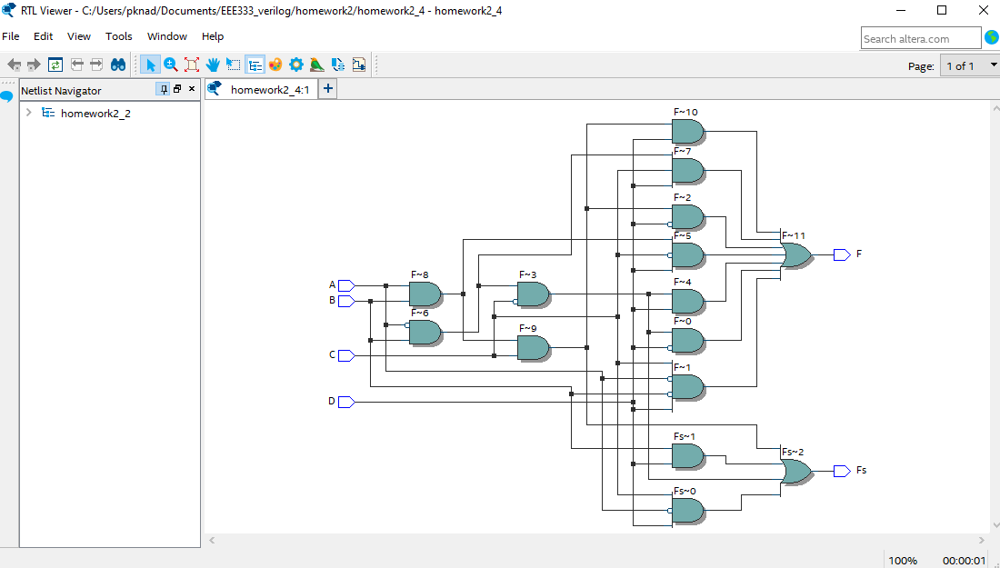 RTL Viewer - C:/Users/pknad/Documents/EEE333_verilog/homework2/homework2_4 - homework2_4
File Edit View Tools Window Help
Search altera.com
Page: 1 of 1
Netlist Navigator
homework2_4:1
homework2_2
F~10
F~7
F~2
F~5
F~11
F
F~8
F~3
F~4
A
B
F~6
F~0
F~9
C
F~1
D
Fs~1
Fs~2
Fs
Fs~0
100% 00:00:01